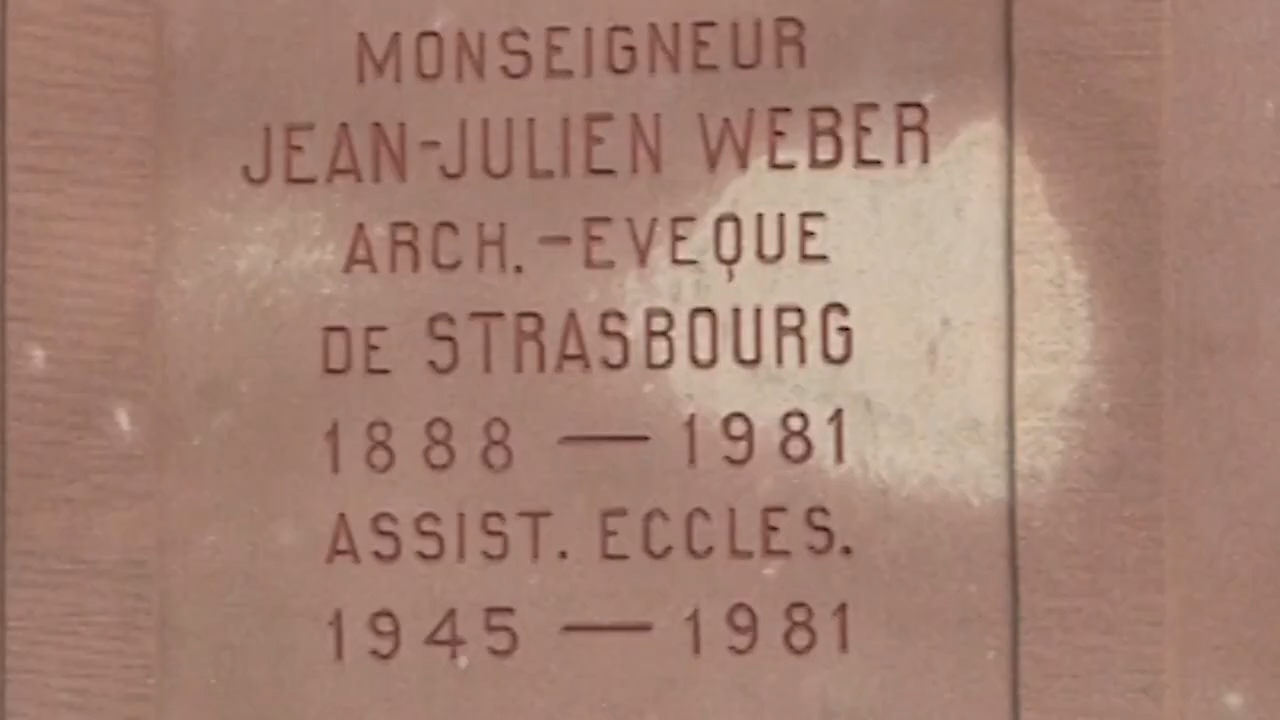 MONSEIGNEUR
JEAN-JULIEN WEBER
ARCH.-EVEQUE
DE STRASBOURG
1888 — 1981
ASSIST. ECCLES.
1945 — 1981